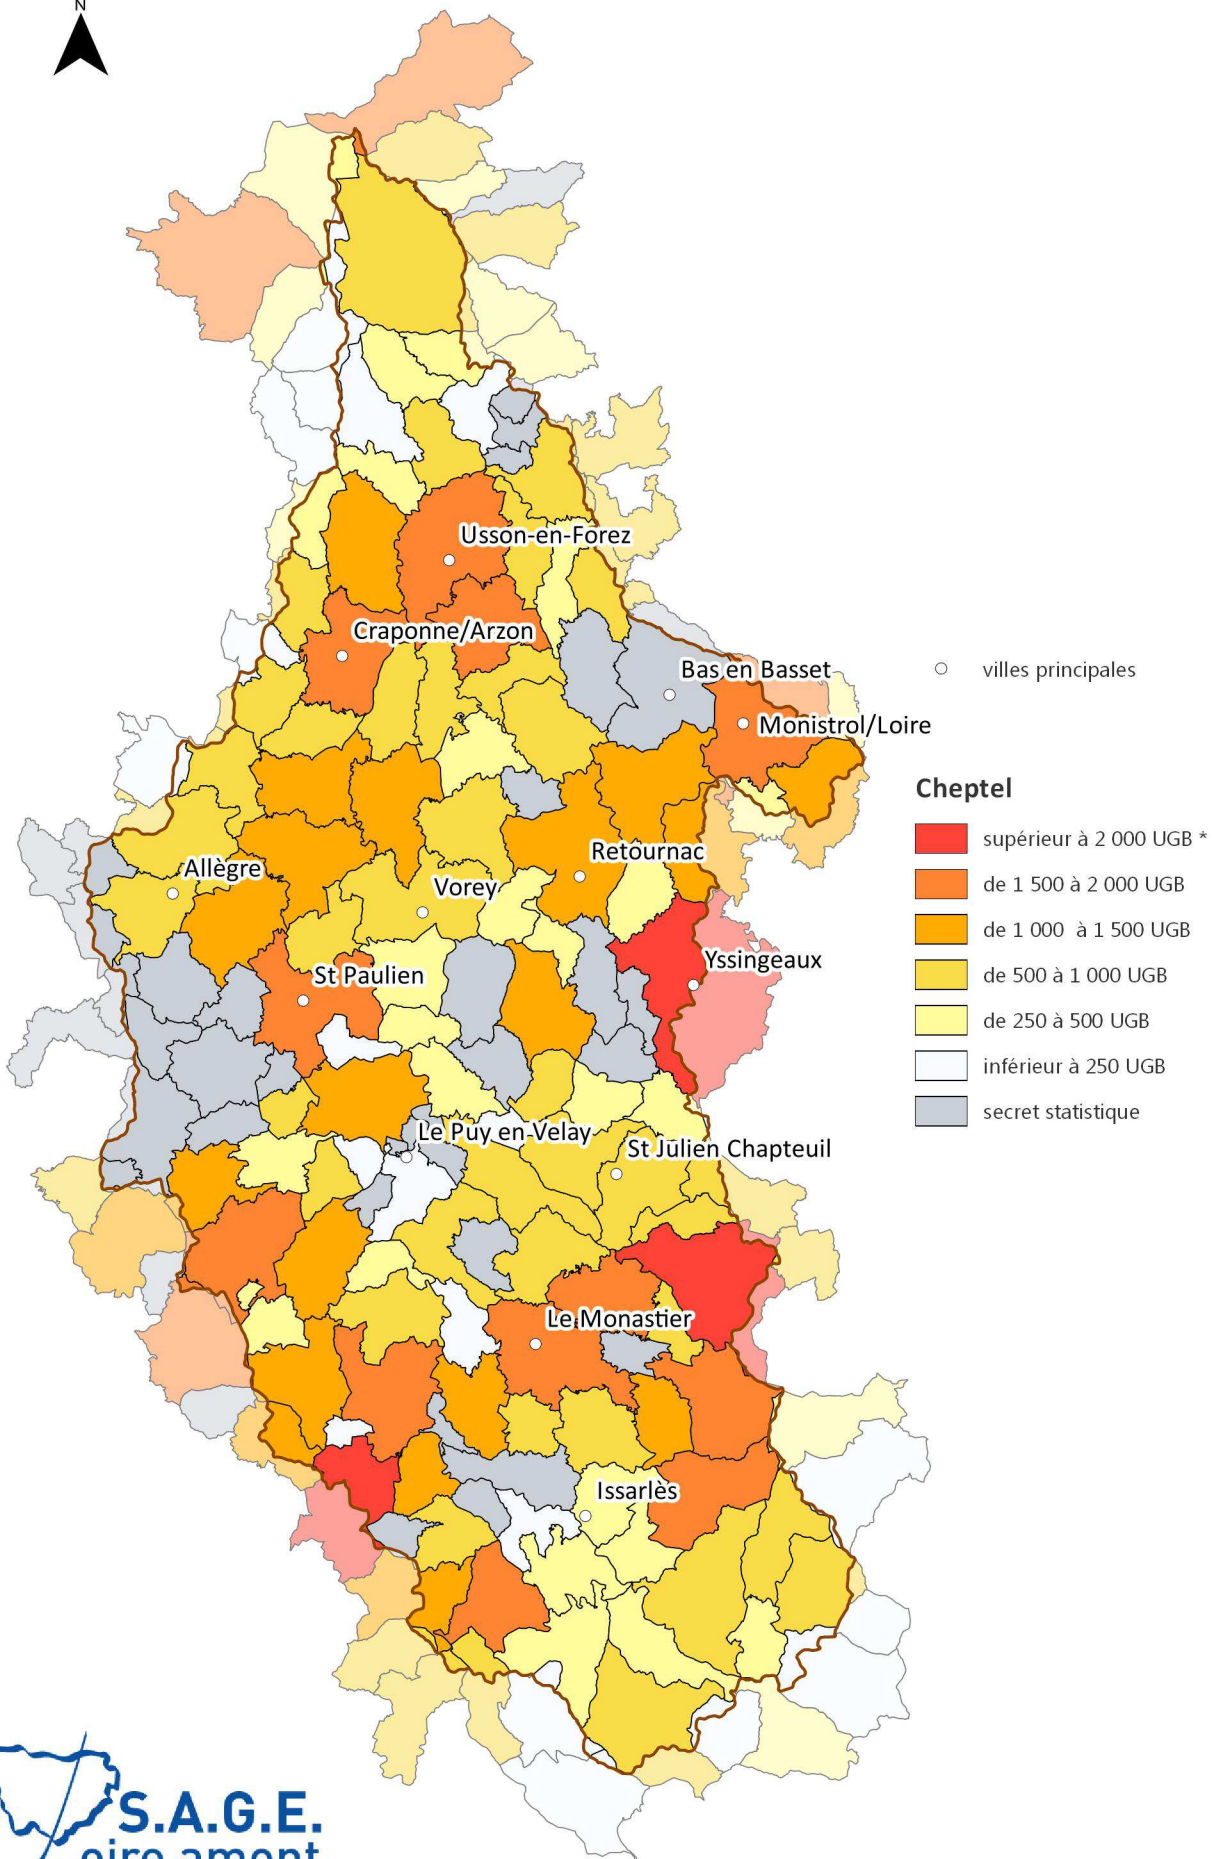 N
Usson-en-Forez
Craponne/Arzon
Bas en Basset
villes principales
Monistrol/Loire
Cheptel
supérieur à 2 000 UGB *
de 1 500 à 2 000 UGB
de 1 000 à 1 500 UGB
de 500 à 1 000 UGB
de 250 à 500 UGB
inférieur à 250 UGB
secret statistique
Retournac
Allègre
Vorey
Yssingeaux
St Paulien
Le Puy en Velay
St Julien Chapteuil
Le Monastier
Issarlès
S.A.G.E.
oire amont